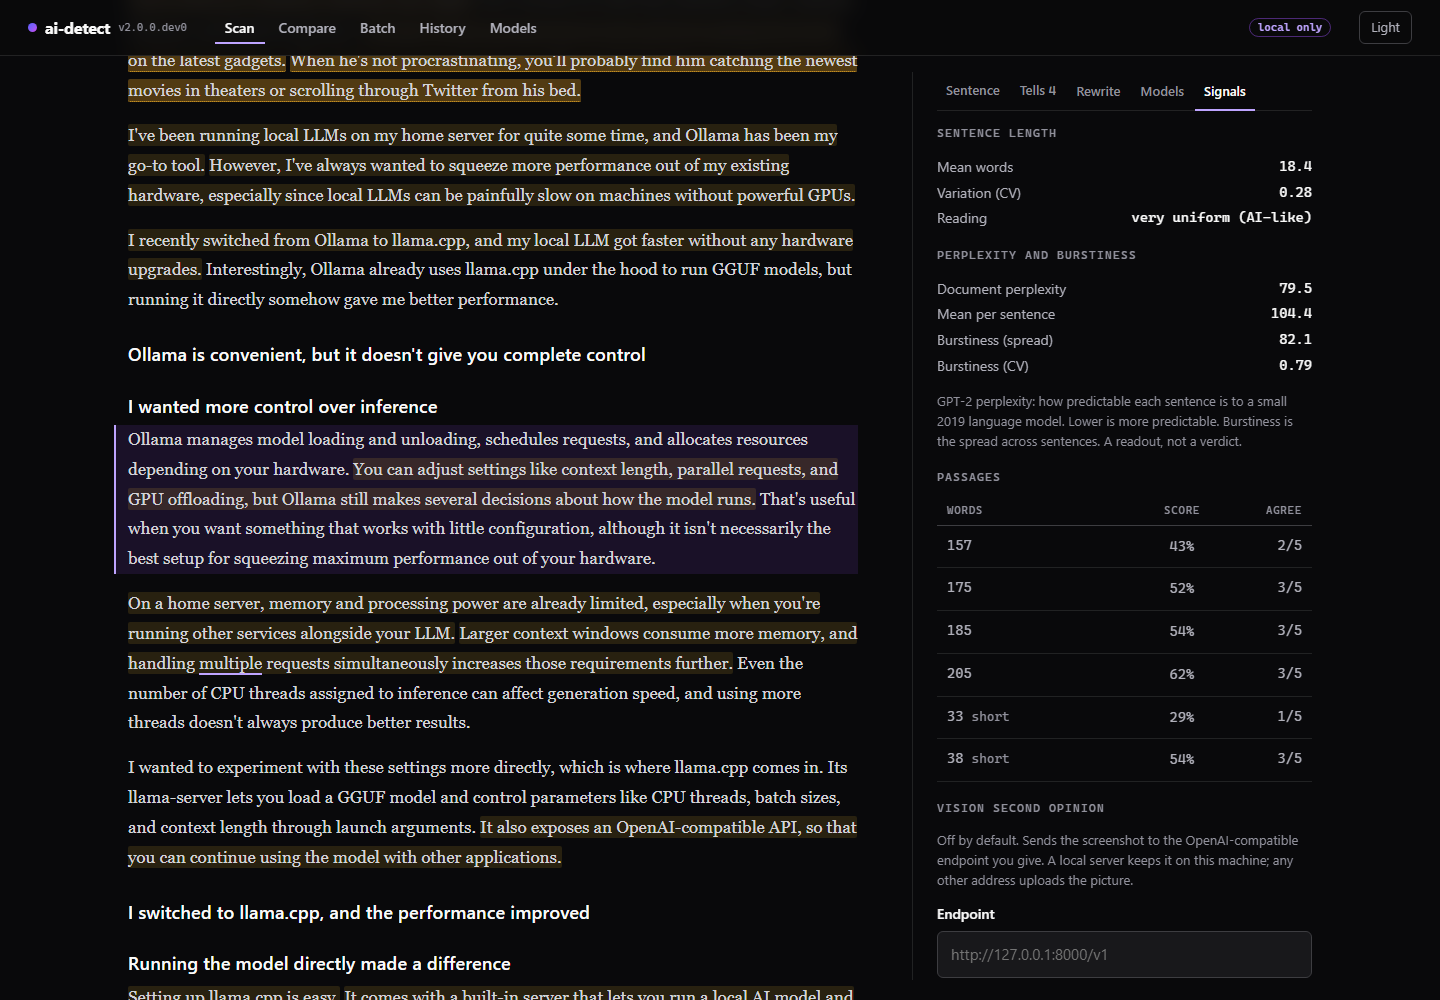 ai-detect v2.0.0.dev0 Scan Compare Batch History Models local only Light
on the latest gadgets. When he's not procrastinating, you'll probably find him catching the newest
movies in theaters or scrolling through Twitter from his bed.
I've been running local LLMs on my home server for quite some time, and Ollama has been my
go-to tool. However, I've always wanted to squeeze more performance out of my existing
hardware, especially since local LLMs can be painfully slow on machines without powerful GPUs.
I recently switched from Ollama to llama.cpp, and my local LLM got faster without any hardware
upgrades. Interestingly, Ollama already uses llama.cpp under the hood to run GGUF models, but
running it directly somehow gave me better performance.
Ollama is convenient, but it doesn't give you complete control
I wanted more control over inference
Ollama manages model loading and unloading, schedules requests, and allocates resources
depending on your hardware. You can adjust settings like context length, parallel requests, and
GPU offloading, but Ollama still makes several decisions about how the model runs. That's useful
when you want something that works with little configuration, although it isn't necessarily the
best setup for squeezing maximum performance out of your hardware.
On a home server, memory and processing power are already limited, especially when you're
running other services alongside your LLM. Larger context windows consume more memory, and
handling multiple requests simultaneously increases those requirements further. Even the
number of CPU threads assigned to inference can affect generation speed, and using more
threads doesn't always produce better results.
I wanted to experiment with these settings more directly, which is where llama.cpp comes in. Its
llama-server lets you load a GGUF model and control parameters like CPU threads, batch sizes,
and context length through launch arguments. It also exposes an OpenAI-compatible API, so that
you can continue using the model with other applications.
I switched to llama.cpp, and the performance improved
Running the model directly made a difference
Setting up llama.cpp is easy. It comes with a built-in server that lets you run a local AI model and
Sentence Tells 4 Rewrite Models Signals
SENTENCE LENGTH
Mean words 18.4
Variation (CV) 0.28
Reading very uniform (AI-like)
PERPLEXITY AND BURSTINESS
Document perplexity 79.5
Mean per sentence 104.4
Burstiness (spread) 82.1
Burstiness (CV) 0.79
GPT-2 perplexity: how predictable each sentence is to a small
2019 language model. Lower is more predictable. Burstiness is
the spread across sentences. A readout, not a verdict.
PASSAGES
WORDS SCORE AGREE
157 43% 2/5
175 52% 3/5
185 54% 3/5
205 62% 3/5
33 short 29% 1/5
38 short 54% 3/5
VISION SECOND OPINION
Off by default. Sends the screenshot to the OpenAI-compatible
endpoint you give. A local server keeps it on this machine; any
other address uploads the picture.
Endpoint
http://127.0.0.1:8000/v1